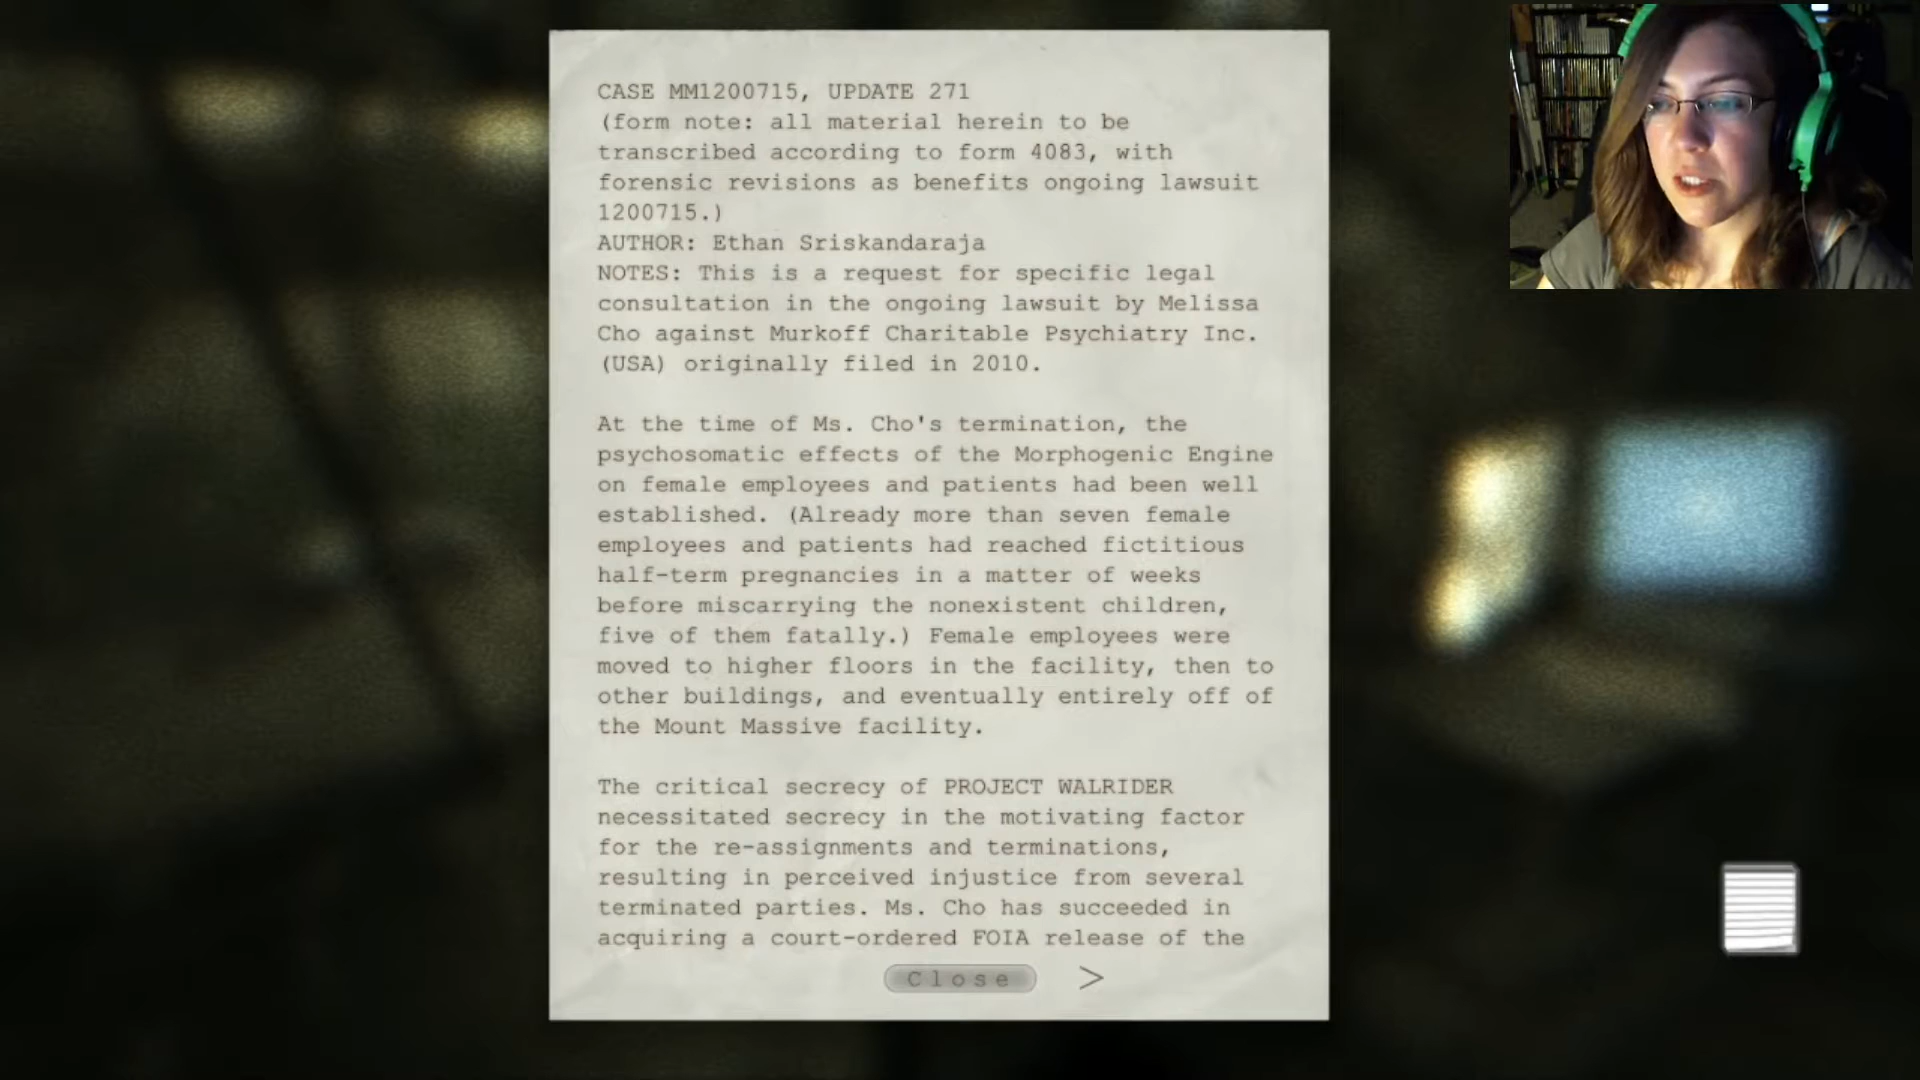 CASE MM1200715, UPDATE 271
(form note: all material herein to be
transcribed according to form 4083, with
forensic revisions as benefits ongoing lawsuit
1200715.)
AUTHOR: Ethan Sriskandaraja
NOTES: This is a request for specific legal
consultation in the ongoing lawsuit by Melissa
Cho against Murkoff Charitable Psychiatry Inc.
(USA) originally filed in 2010.
At the time of Ms. Cho's termination, the
psychosomatic effects of the Morphogenic Engine
on female employees and patients had been well
established. (Already more than seven female
employees and patients had reached fictitious
half-term pregnancies in a matter of weeks
before miscarrying the nonexistent children,
five of them fatally.) Female employees were
moved to higher floors in the facility, then to
other buildings, and eventually entirely off of
the Mount Massive facility.
The critical secrecy of PROJECT WALRIDER
necessitated secrecy in the motivating factor
for the re-assignments and terminations,
resulting in perceived injustice from several
terminated parties. Ms. Cho has succeeded in
acquiring a court-ordered FOIA release of the
Close >